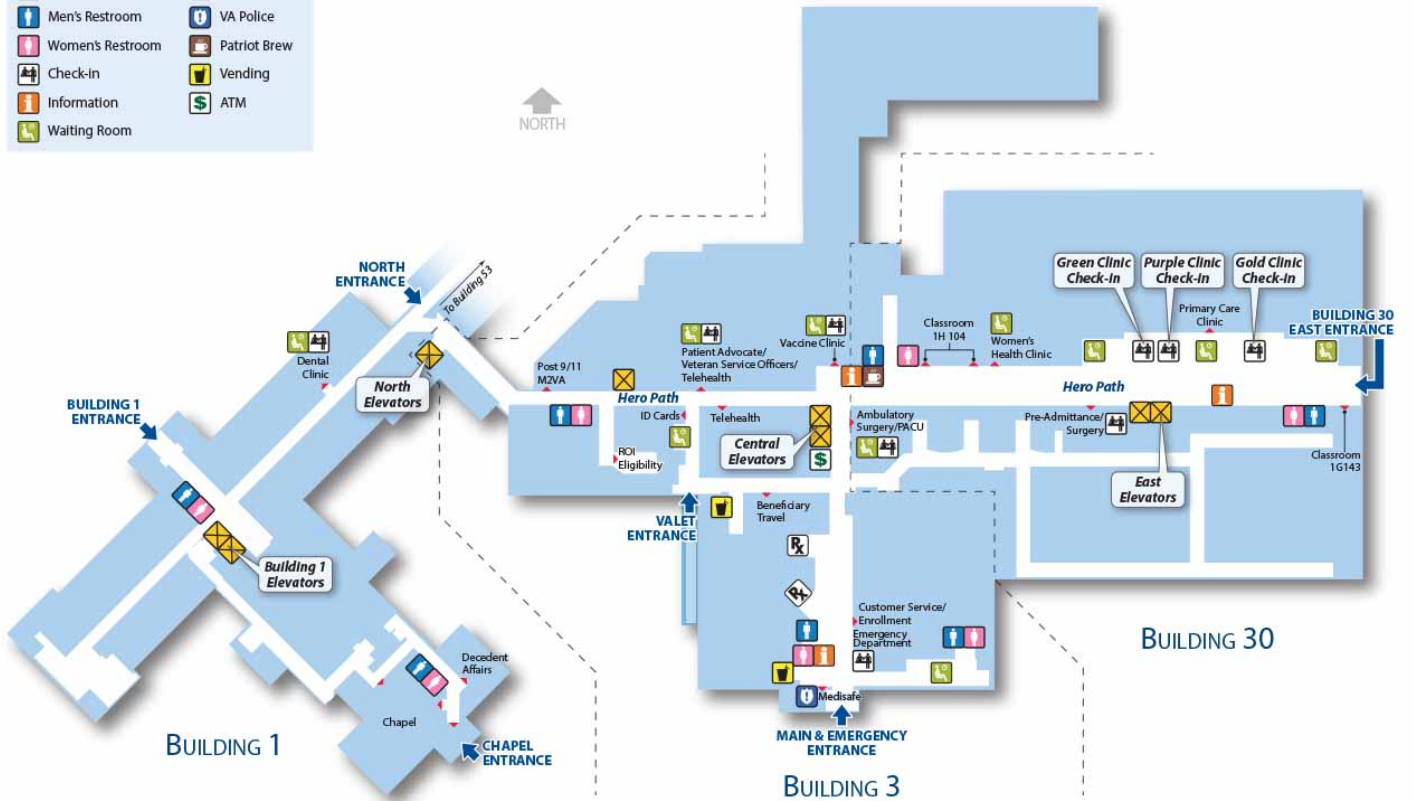 Men's Restroom
VA Police
Women's Restroom
Patriot Brew
Check-in
Vending
Information
$
ATM
Waiting Room
NORTH
NORTH
ENTRANCE
To Building 53
Dental
Clinic
North
Elevators
BUILDING 1
ENTRANCE
Building 1
Elevators
Decedent
Affairs
Chapel
CHAPEL
ENTRANCE
BUILDING 1
Post 9/11
M2VA
Hero Path
Patient Advocate/
Veteran Service Officers/
Telehealth
Vaccine Clinic
ID Cards
Telehealth
ROI
Eligibility
Central
Elevators
$
Ambulatory
Surgery/PACU
VALET
ENTRANCE
Beneficiary
Travel
Rx
Rx
Customer Service/
Enrollment
Emergency
Department
Medisafe
MAIN & EMERGENCY
ENTRANCE
BUILDING 3
Classroom
1H 104
Women's
Health Clinic
Green Clinic
Check-in
Purple Clinic
Check-in
Gold Clinic
Check-in
Primary Care
Clinic
BUILDING 30
EAST ENTRANCE
Hero Path
Pre-Admittance/
Surgery
East
Elevators
Classroom
1G143
BUILDING 30